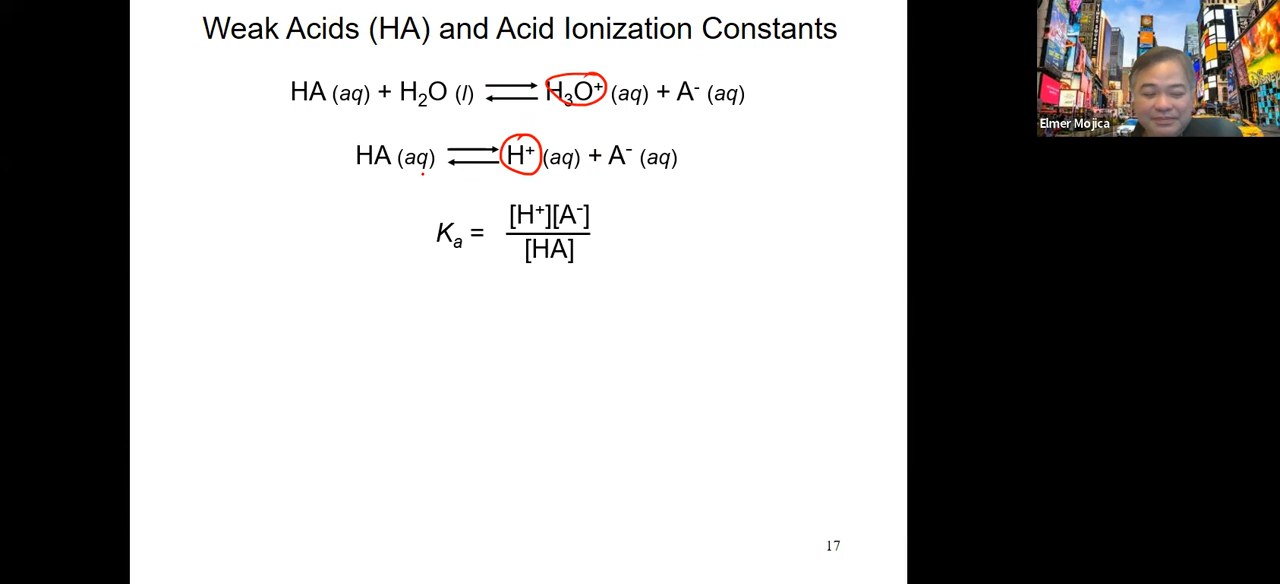 Weak Acids (HA) and Acid Ionization Constants
HA (aq) + H₂O (l) ⇌ H₃O⁺ (aq) + A⁻ (aq)
HA (aq) ⇌ H⁺ (aq) + A⁻ (aq)
Kₐ = [H⁺][A⁻] / [HA]
17
Elmer Mojica